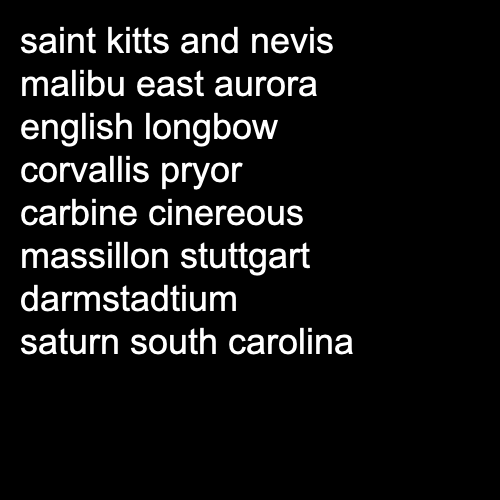 saint kitts and nevis
malibu east aurora
english longbow
corvallis pryor
carbine cinereous
massillon stuttgart
darmstadtium
saturn south carolina